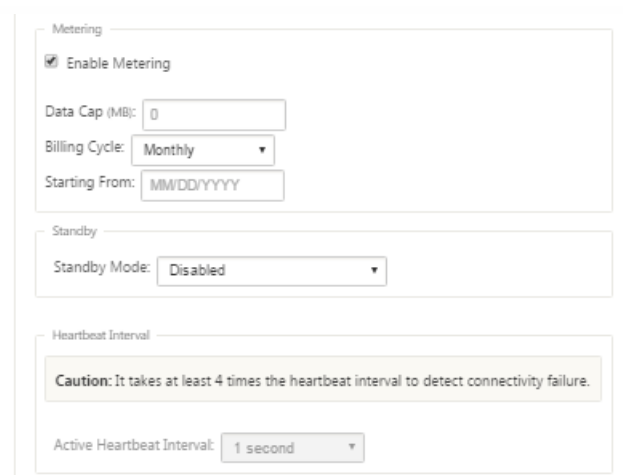 Metering
Enable Metering
Data Cap (MB): 0
Billing Cycle: Monthly
Starting From: MM/DD/YYYY
Standby
Standby Mode: Disabled
Heartbeat Interval
Caution: It takes at least 4 times the heartbeat interval to detect connectivity failure.
Active Heartbeat Interval: 1 second